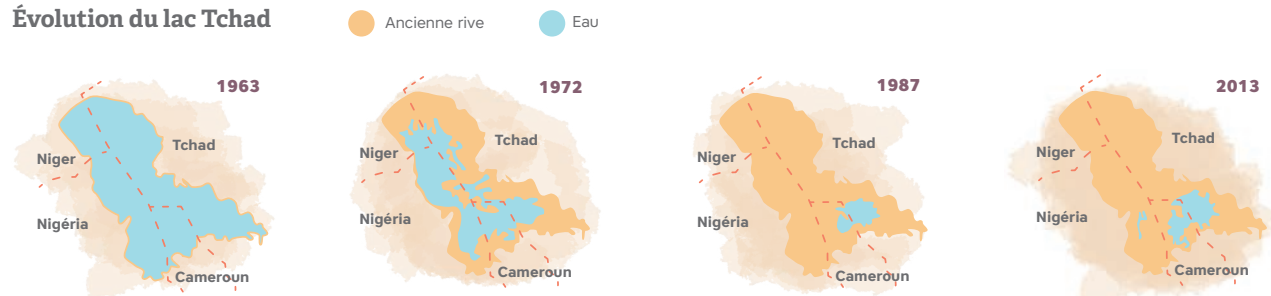 Évolution du lac Tchad
Ancienne rive
Eau
1963
Tchad
Niger
Nigéria
Cameroun
1972
Tchad
Niger
Nigéria
Cameroun
1987
Tchad
Niger
Nigéria
Cameroun
2013
Tchad
Niger
Nigéria
Cameroun